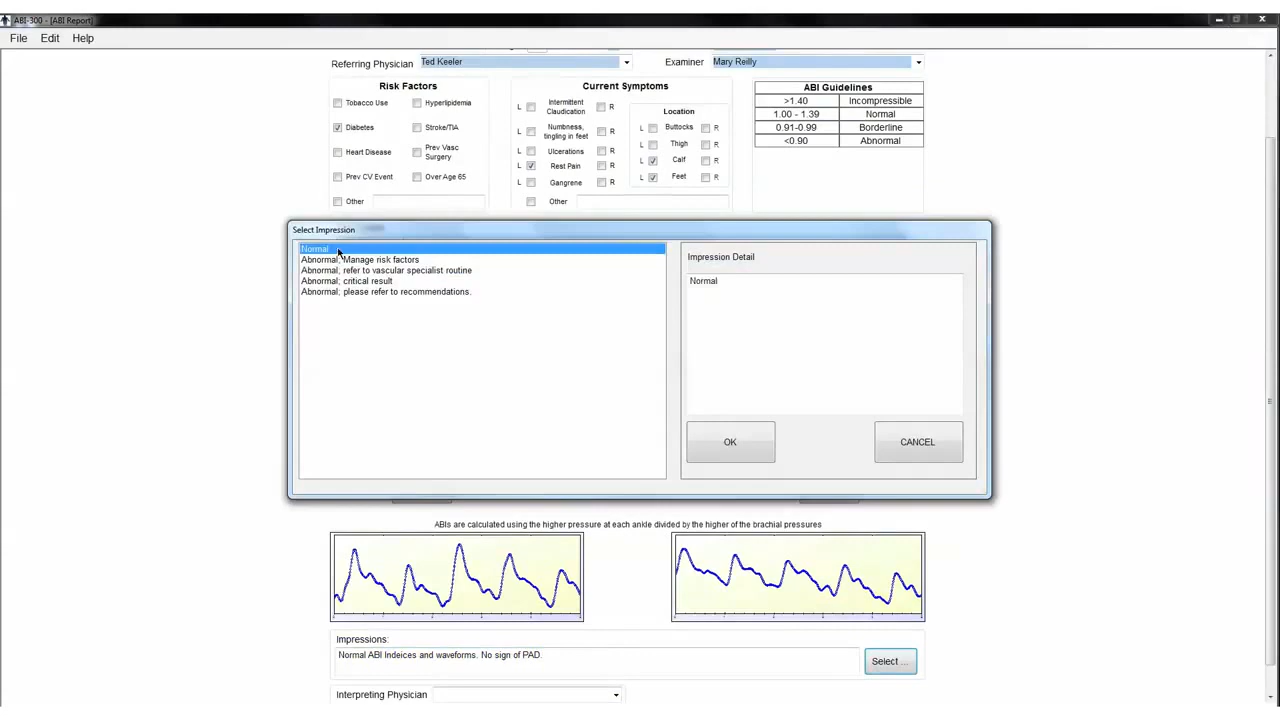 ABI-300 - [ABI Report]
File Edit Help
Referring Physician Ted Keeler Examiner Mary Reilly
Risk Factors
Tobacco Use Hyperlipidemia
Diabetes Stroke/TIA
Heart Disease Prev Vasc Surgery
Prev CV Event Over Age 65
Other
Current Symptoms
L Intermittent Claudication R
L Numbness, tingling in feet R
L Ulcerations R
L Rest Pain R
L Gangrene R
Other
Location
L Buttocks R
L Thigh R
L Calf R
L Feet R
ABI Guidelines
>1.40 Incompressible
1.00 - 1.39 Normal
0.91-0.99 Borderline
<0.90 Abnormal
Select Impression
Normal
Abnormal; Manage risk factors
Abnormal; refer to vascular specialist routine
Abnormal; critical result
Abnormal; please refer to recommendations.
Impression Detail
Normal
OK CANCEL
ABIs are calculated using the higher pressure at each ankle divided by the higher of the brachial pressures
Impressions:
Normal ABI Indeices and waveforms. No sign of PAD.
Select ...
Interpreting Physician